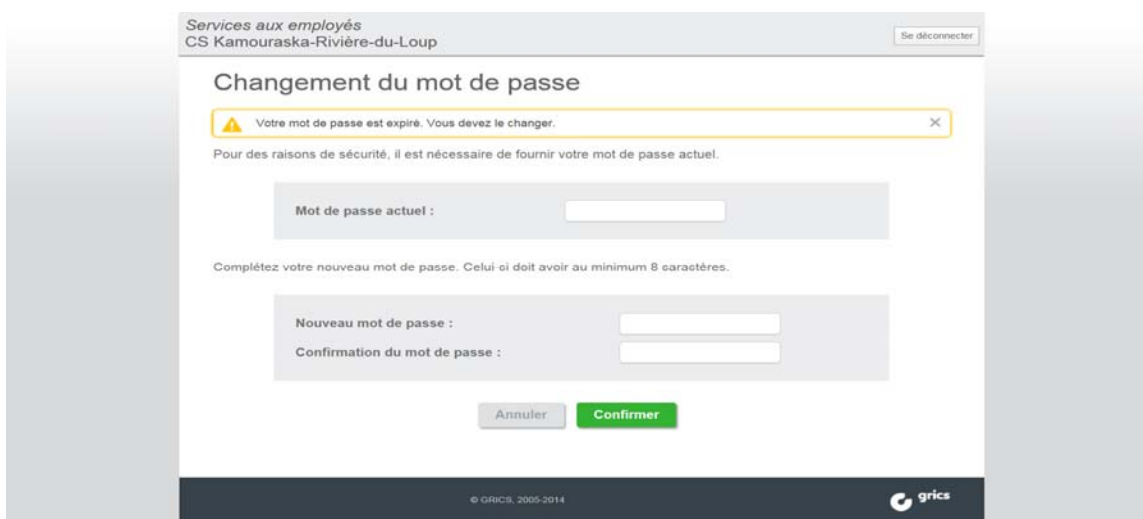 Services aux employés
CS Kamouraska-Rivière-du-Loup
Se déconnecter
Changement du mot de passe
Votre mot de passe est expiré. Vous devez le changer.
Pour des raisons de sécurité, il est nécessaire de fournir votre mot de passe actuel.
Mot de passe actuel :
Complétez votre nouveau mot de passe. Celui-ci doit avoir au minimum 8 caractères.
Nouveau mot de passe :
Confirmation du mot de passe :
Annuler Confirmer
© GRICS, 2005-2014
grics